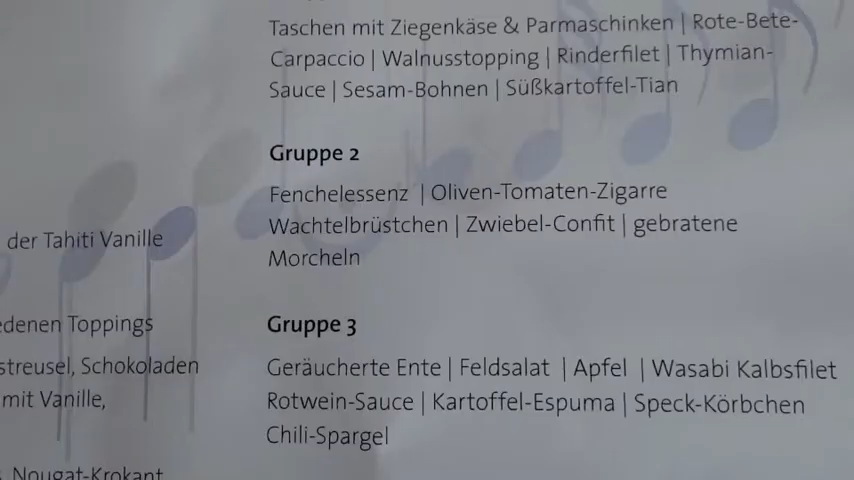 Taschen mit Ziegenkäse & Parmaschinken | Rote-Bete-
Carpaccio | Walnusstopping | Rinderfilet | Thymian-
Sauce | Sesam-Bohnen | Süßkartoffel-Tian
Gruppe 2
Fenchelessenz | Oliven-Tomaten-Zigarre
Wachtelbrüstchen | Zwiebel-Confit | gebratene
Morcheln
Gruppe 3
Geräucherte Ente | Feldsalat | Apfel | Wasabi Kalbsfilet
Rotwein-Sauce | Kartoffel-Espuma | Speck-Körbchen
Chili-Spargel
der Tahiti Vanille
edenen Toppings
streusel, Schokoladen
mit Vanille,
Nougat-Krokant